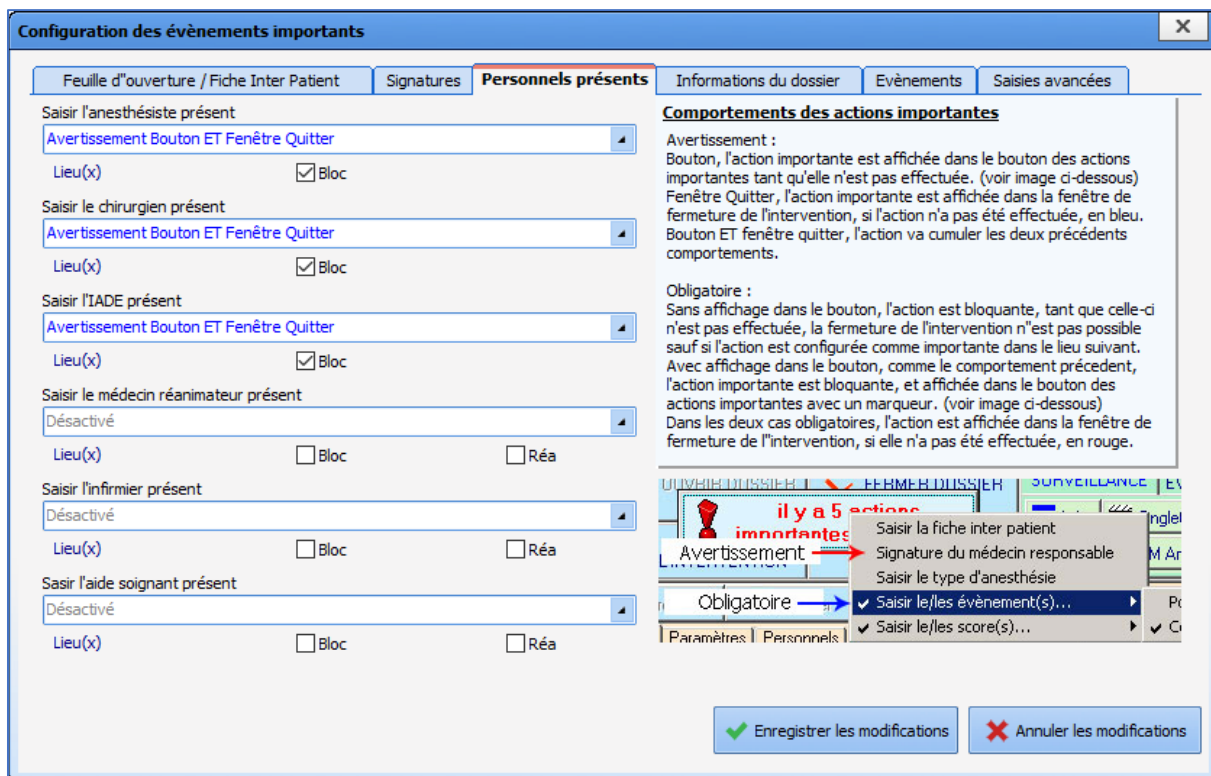 Configuration des évènements importants
Feuille d"ouverture / Fiche Inter Patient
Signatures
Personnels présents
Informations du dossier
Evènements
Saisies avancées
Saisir l'anesthésiste présent
Avertissement Bouton ET Fenêtre Quitter
Lieu(x)
Bloc
Saisir le chirurgien présent
Avertissement Bouton ET Fenêtre Quitter
Lieu(x)
Bloc
Saisir l'IADE présent
Avertissement Bouton ET Fenêtre Quitter
Lieu(x)
Bloc
Saisir le médecin réanimateur présent
Désactivé
Lieu(x)
Bloc
Réa
Saisir l'infirmier présent
Désactivé
Lieu(x)
Bloc
Réa
Sasir l'aide soignant présent
Désactivé
Lieu(x)
Bloc
Réa
Comportements des actions importantes
Avertissement :
Bouton, l'action importante est affichée dans le bouton des actions
importantes tant qu'elle n'est pas effectuée. (voir image ci-dessous)
Fenêtre Quitter, l'action importante est affichée dans la fenêtre de
fermeture de l'intervention, si l'action n'a pas été effectuée, en bleu.
Bouton ET fenêtre quitter, l'action va cumuler les deux précédents
comportements.
Obligatoire :
Sans affichage dans le bouton, l'action est bloquante, tant que celle-ci
n'est pas effectuée, la fermeture de l'intervention n"est pas possible
sauf si l'action est configurée comme importante dans le lieu suivant.
Avec affichage dans le bouton, comme le comportement précedent,
l'action importante est bloquante, et affichée dans le bouton des
actions importantes avec un marqueur. (voir image ci-dessous)
Dans les deux cas obligatoires, l'action est affichée dans la fenêtre de
fermeture de l"intervention, si elle n'a pas été effectuée, en rouge.
OUVRIR DOSSIER
FERMER DOSSIER
SURVEILLANCE
il y a 5 actions
importantes
Saisir la fiche inter patient
Avertissement
Signature du médecin responsable
Saisir le type d'anesthésie
Obligatoire
Saisir le/les évènement(s)...
Saisir le/les score(s)...
Paramètres
Personnels
Enregistrer les modifications
Annuler les modifications